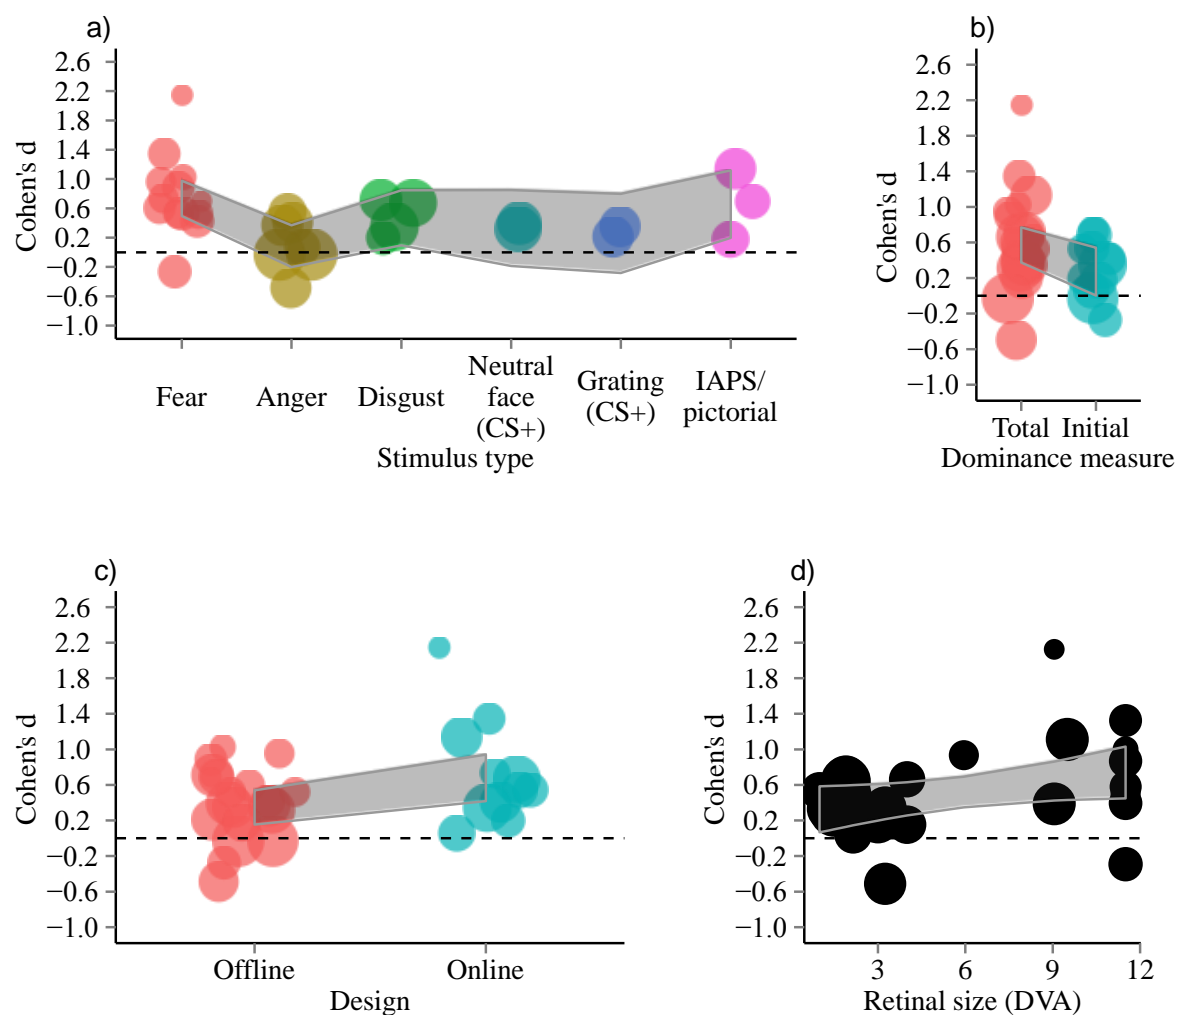 a)
Cohen's d
2.6
2.2
1.8
1.4
1.0
0.6
0.2
−0.2
−0.6
−1.0
Fear
Anger
Disgust
Neutral
face
(CS+)
Grating
(CS+)
IAPS/
pictorial
Stimulus type
b)
Cohen's d
2.6
2.2
1.8
1.4
1.0
0.6
0.2
−0.2
−0.6
−1.0
Total Initial
Dominance measure
c)
Cohen's d
2.6
2.2
1.8
1.4
1.0
0.6
0.2
−0.2
−0.6
−1.0
Offline Online
Design
d)
Cohen's d
2.6
2.2
1.8
1.4
1.0
0.6
0.2
−0.2
−0.6
−1.0
3 6 9 12
Retinal size (DVA)